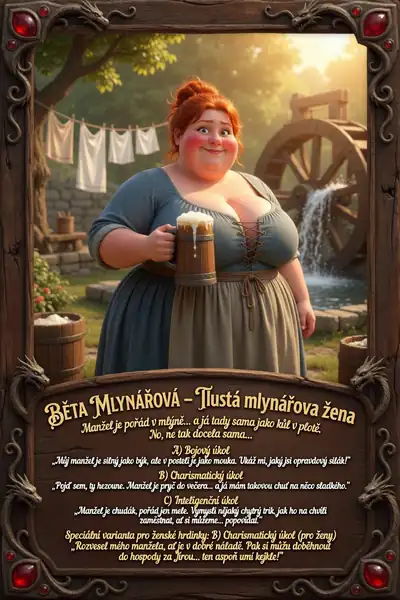 Běta Mlynářová – Tlustá mlynářova žena
Manžel je pořád v mlýně... a já tady sama jako kůl v plotě.
No, ne tak docela sama...
A) Bojový úkol
„Můj manžel je silný jako býk, ale v posteli je jako mouka. Ukaž mi, jaký jsi opravdový silák!"
B) Charismatický úkol
„Pojď sem, ty hezoune. Manžel je pryč do večera... a já mám takovou chuť na něco sladkého."
C) Inteligenční úkol
„Manžel je chudák, pořád jen mele. Vymysli nějaký chytrý trik, jak ho na chvíli
zaměstnat, ať si můžeme... popovídat."
Speciální varianta pro ženské hrdinky: B) Charismatický úkol (pro ženy)
„Rozvesel mého manžela, ať je v dobré náladě. Pak si můžu doběhnout
do hospody za Jírou... ten aspoň umí kejkle!"